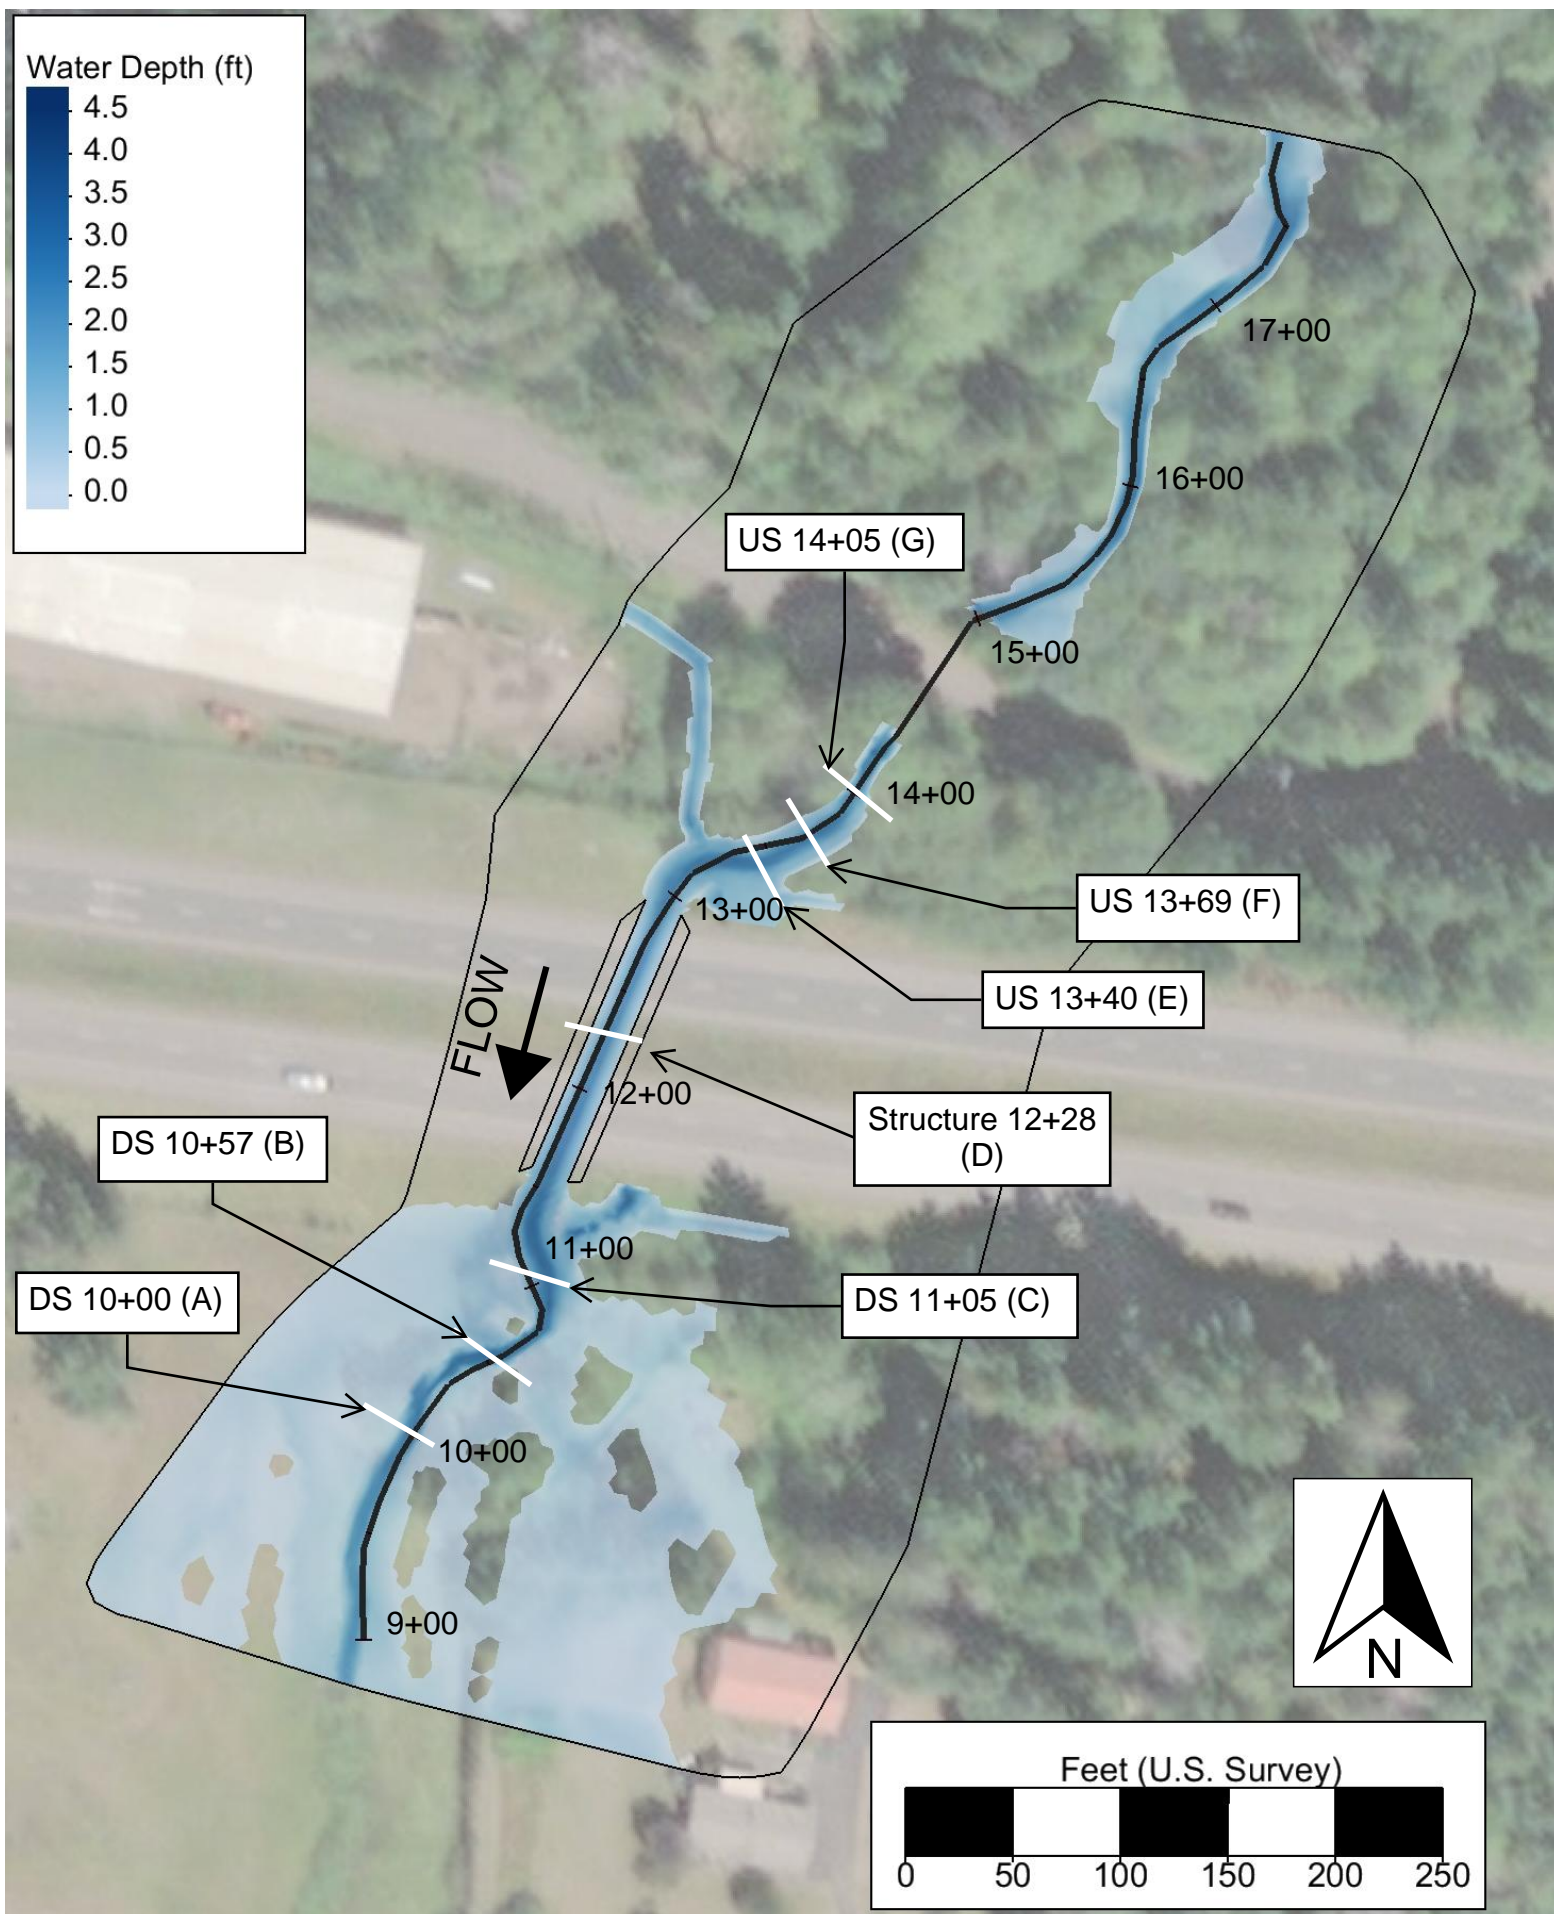 Water Depth (ft)
4.5
4.0
3.5
3.0
2.5
2.0
1.5
1.0
0.5
0.0
17+00
16+00
US 14+05 (G)
15+00
14+00
US 13+69 (F)
13+00
US 13+40 (E)
FLOW
12+00
Structure 12+28
(D)
DS 10+57 (B)
11+00
DS 10+00 (A)
DS 11+05 (C)
10+00
9+00
N
Feet (U.S. Survey)
0 50 100 150 200 250